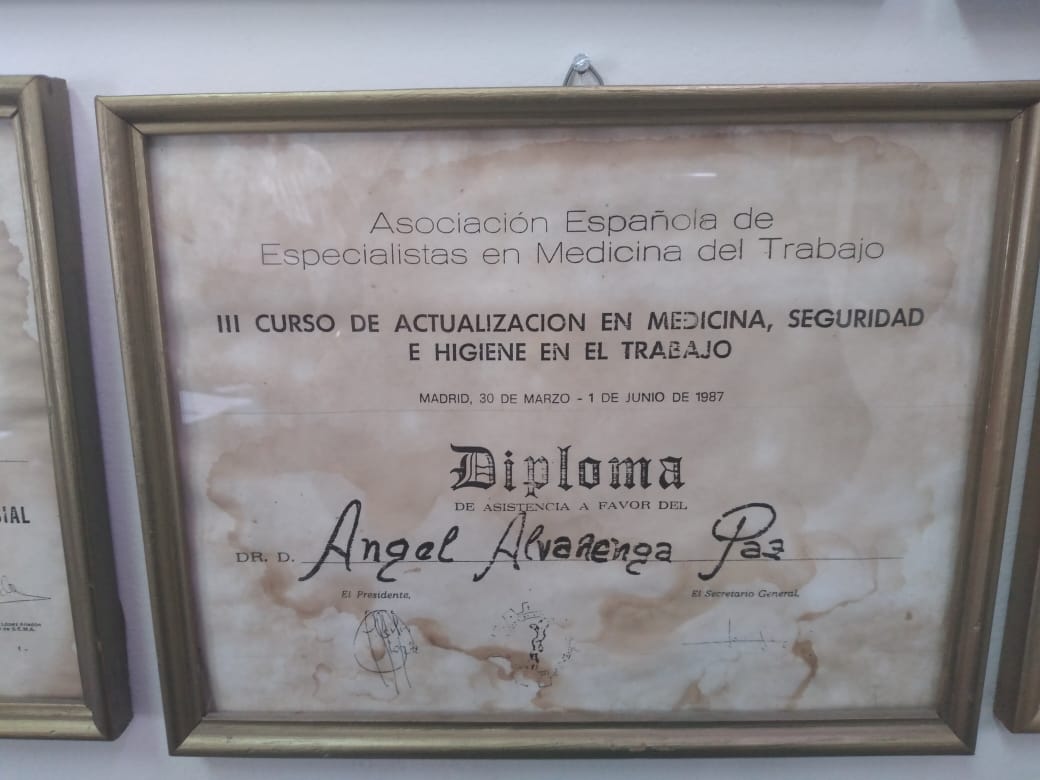 Asociación Española de
Especialistas en Medicina del Trabajo
III CURSO DE ACTUALIZACION EN MEDICINA, SEGURIDAD
E HIGIENE EN EL TRABAJO
MADRID, 30 DE MARZO - 1 DE JUNIO DE 1987
Diploma
DE ASISTENCIA A FAVOR DEL
DR. D. Angel Alvarenga Paz
El Presidente,
El Secretario General,